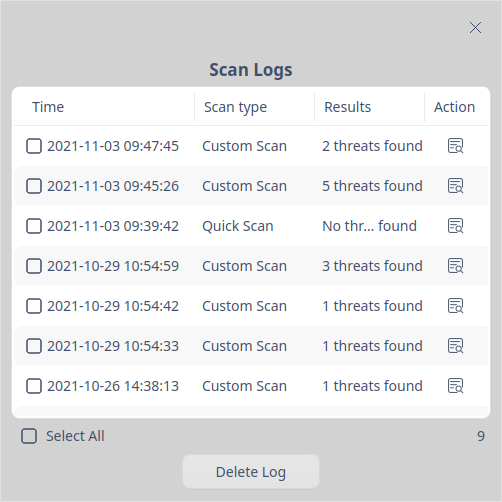 Scan Logs
Time Scan type Results Action
2021-11-03 09:47:45 Custom Scan 2 threats found
2021-11-03 09:45:26 Custom Scan 5 threats found
2021-11-03 09:39:42 Quick Scan No thr... found
2021-10-29 10:54:59 Custom Scan 3 threats found
2021-10-29 10:54:42 Custom Scan 1 threats found
2021-10-29 10:54:33 Custom Scan 1 threats found
2021-10-26 14:38:13 Custom Scan 1 threats found
Select All 9
Delete Log